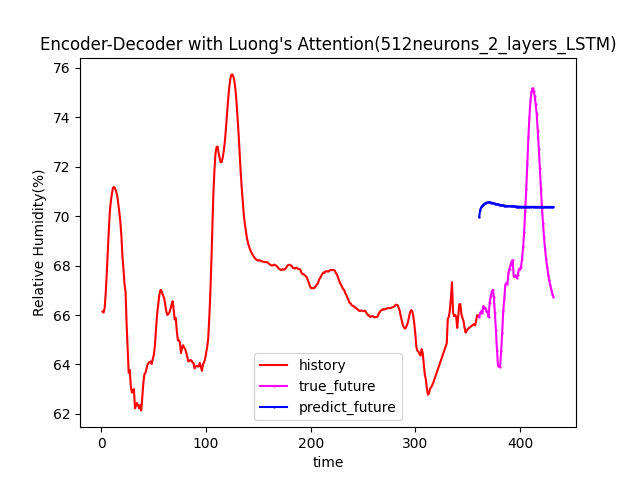 Encoder-Decoder with Luong's Attention(512neurons_2_layers_LSTM)
76
74
72
70
68
66
64
62
Relative Humidity(%)
history
true_future
predict_future
0
100
200
300
400
time